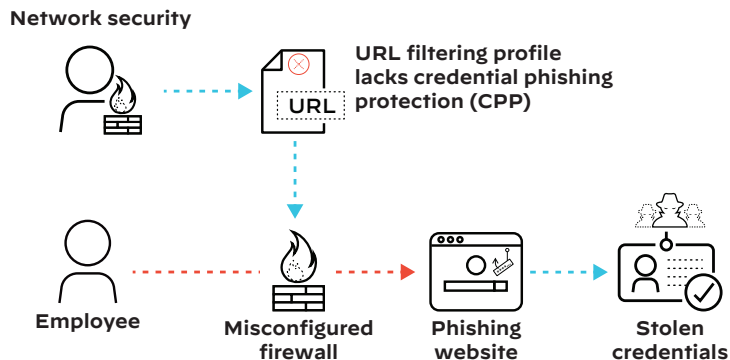 Network security
URL filtering profile
lacks credential phishing
protection (CPP)
URL
Employee
Misconfigured
firewall
Phishing
website
Stolen
credentials